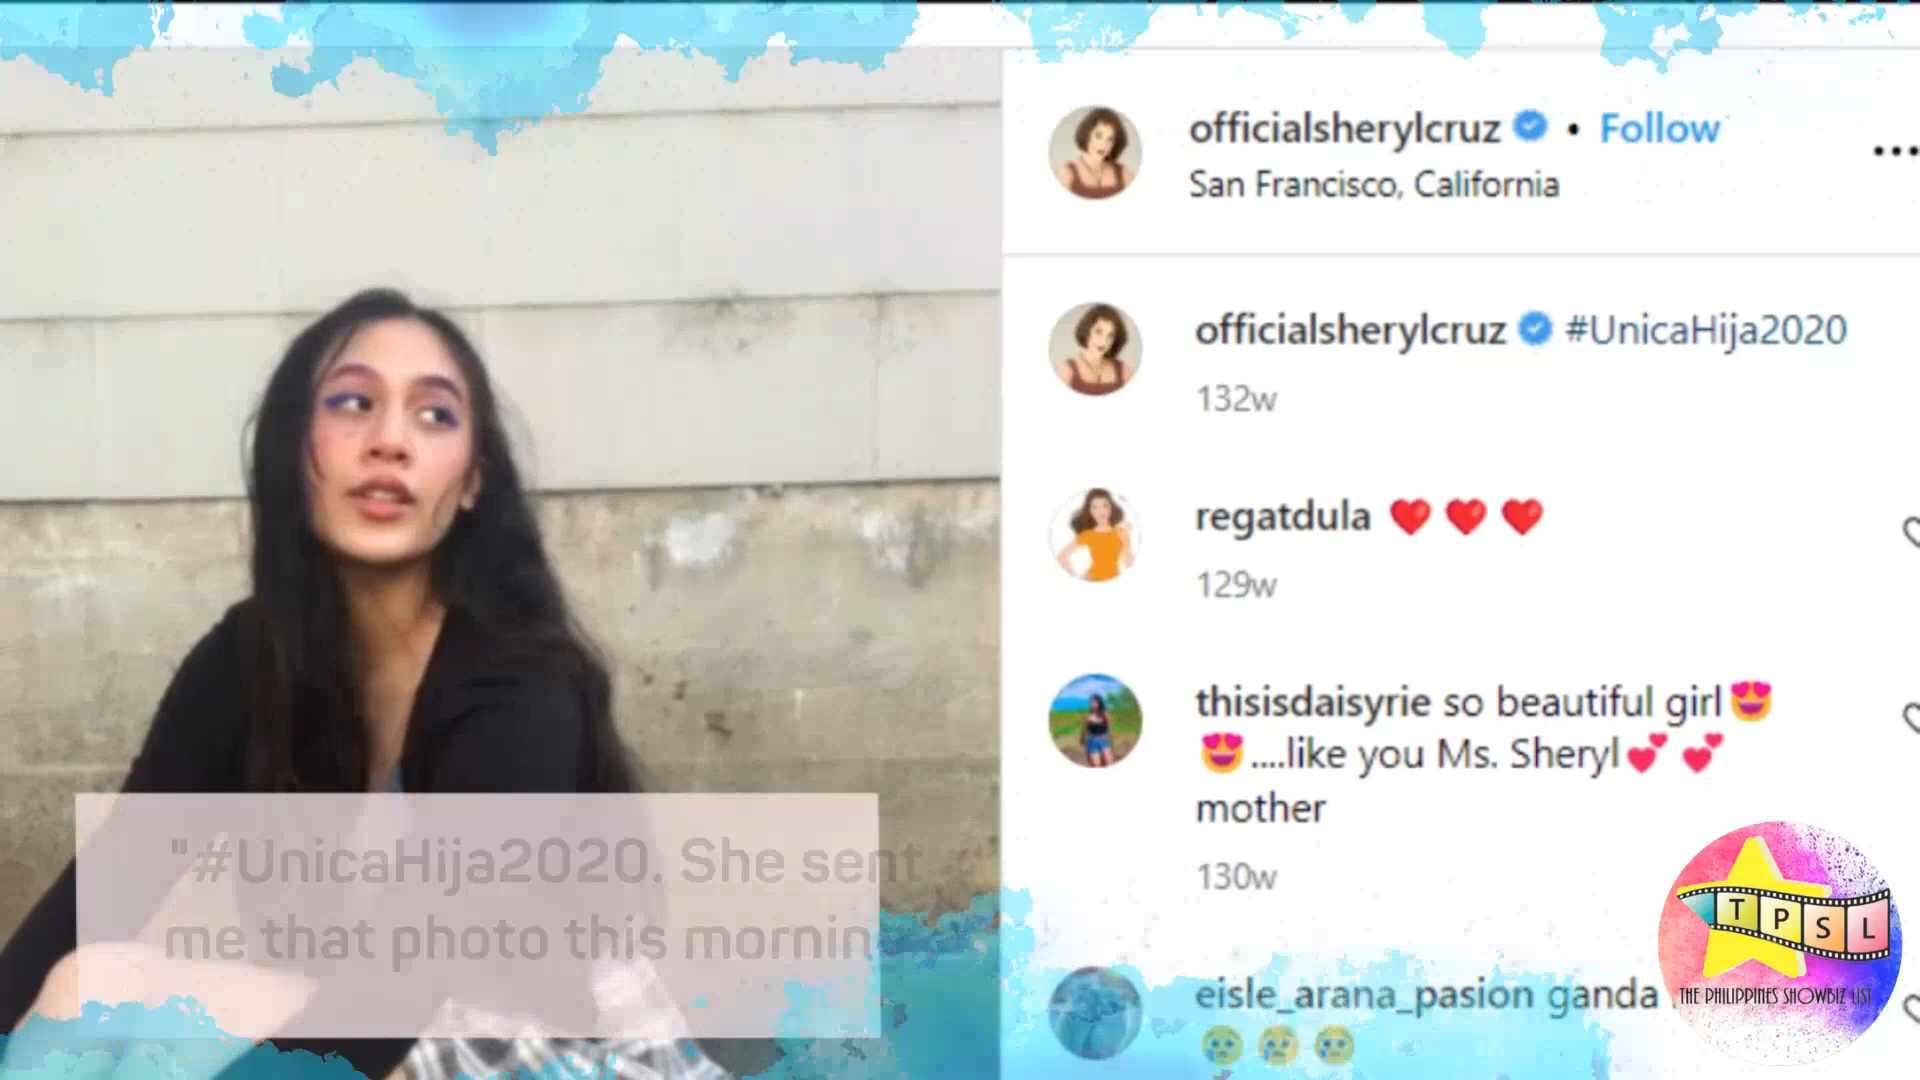 officialsherylcruz • Follow
San Francisco, California
officialsherylcruz #UnicaHija2020
132w
regatdula
129w
thisisdaisyrie so beautiful girl
....like you Ms. Sheryl
mother
130w
eisle_arana_pasion ganda
"#UnicaHija2020. She sent
me that photo this mornin
TPSL
THE PHILIPPINES SHOWBIZ LIST